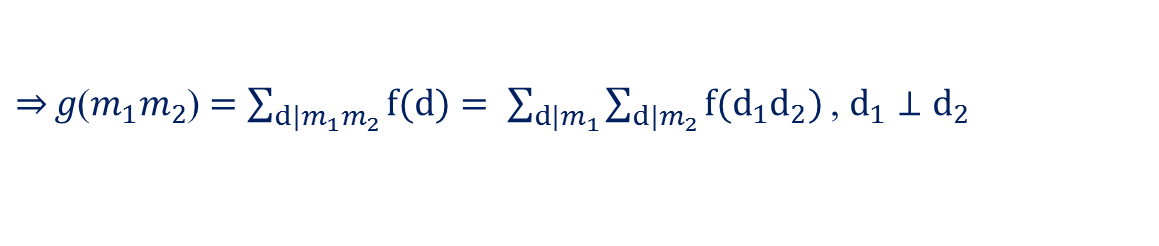 ⇒ g(m₁m₂) = ∑_{d|m₁m₂} f(d) = ∑_{d|m₁} ∑_{d|m₂} f(d₁d₂) , d₁ ⊥ d₂